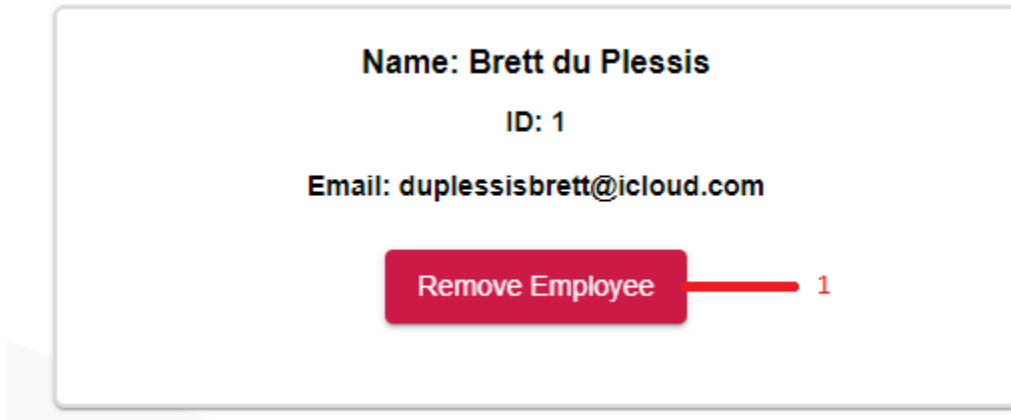 Name: Brett du Plessis
ID: 1
Email: duplessisbrett@icloud.com
Remove Employee
1